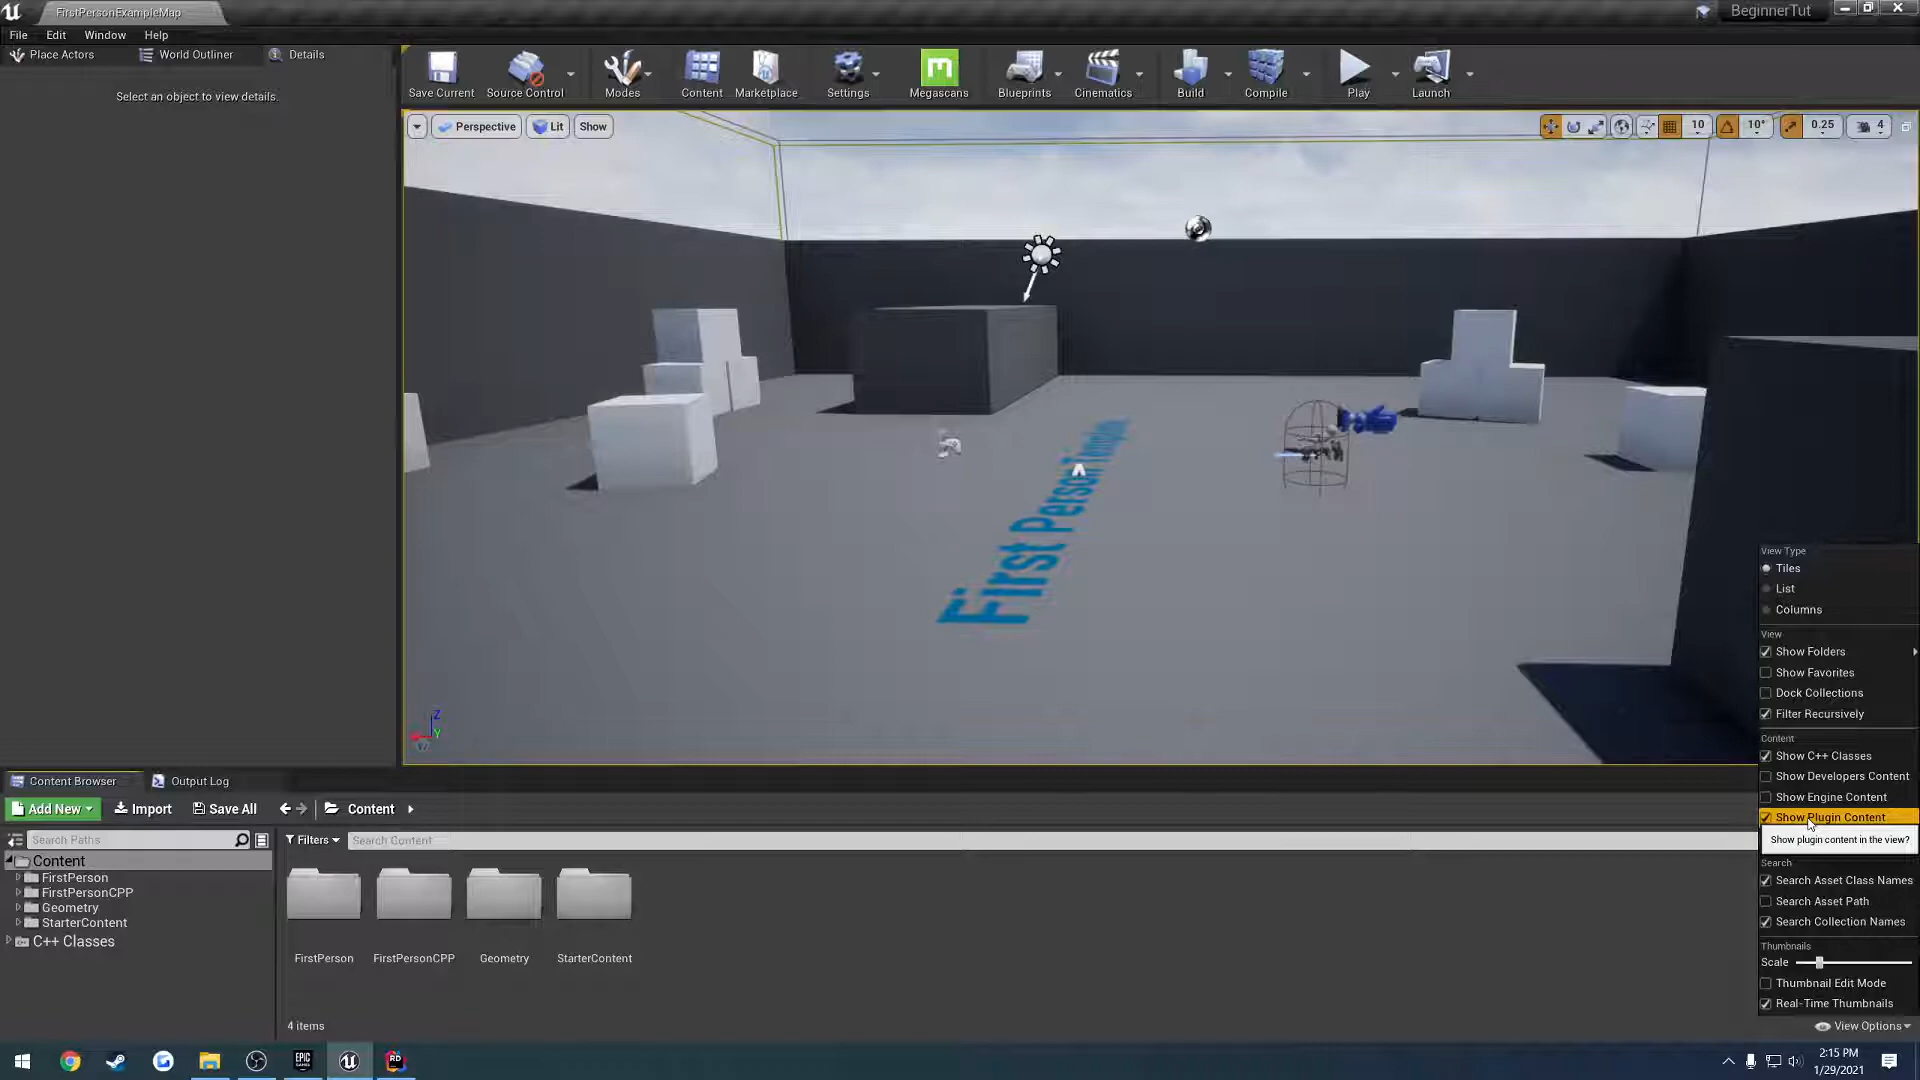 FirstPersonExampleMap
BeginnerTut
File Edit Window Help
Place Actors World Outliner Details
Select an object to view details.
Save Current Source Control Modes Content Marketplace Settings Megascans Blueprints Cinematics Build Compile Play Launch
Perspective Lit Show
10 10° 0.25 4
First Person Template
View Type
Tiles
List
Columns
View
Show Folders
Show Favorites
Dock Collections
Filter Recursively
Content
Show C++ Classes
Show Developers Content
Show Engine Content
Show Plugin Content
Show plugin content in the view?
Search
Search Asset Class Names
Search Asset Path
Search Collection Names
Thumbnails
Scale
Thumbnail Edit Mode
Real-Time Thumbnails
View Options
Content Browser Output Log
Add New Import Save All Content
Search Paths
Filters Search Content
Content
FirstPerson
FirstPersonCPP
Geometry
StarterContent
C++ Classes
FirstPerson FirstPersonCPP Geometry StarterContent
4 items
Z
Y
EPIC GAMES
RD
2:15 PM
1/29/2021